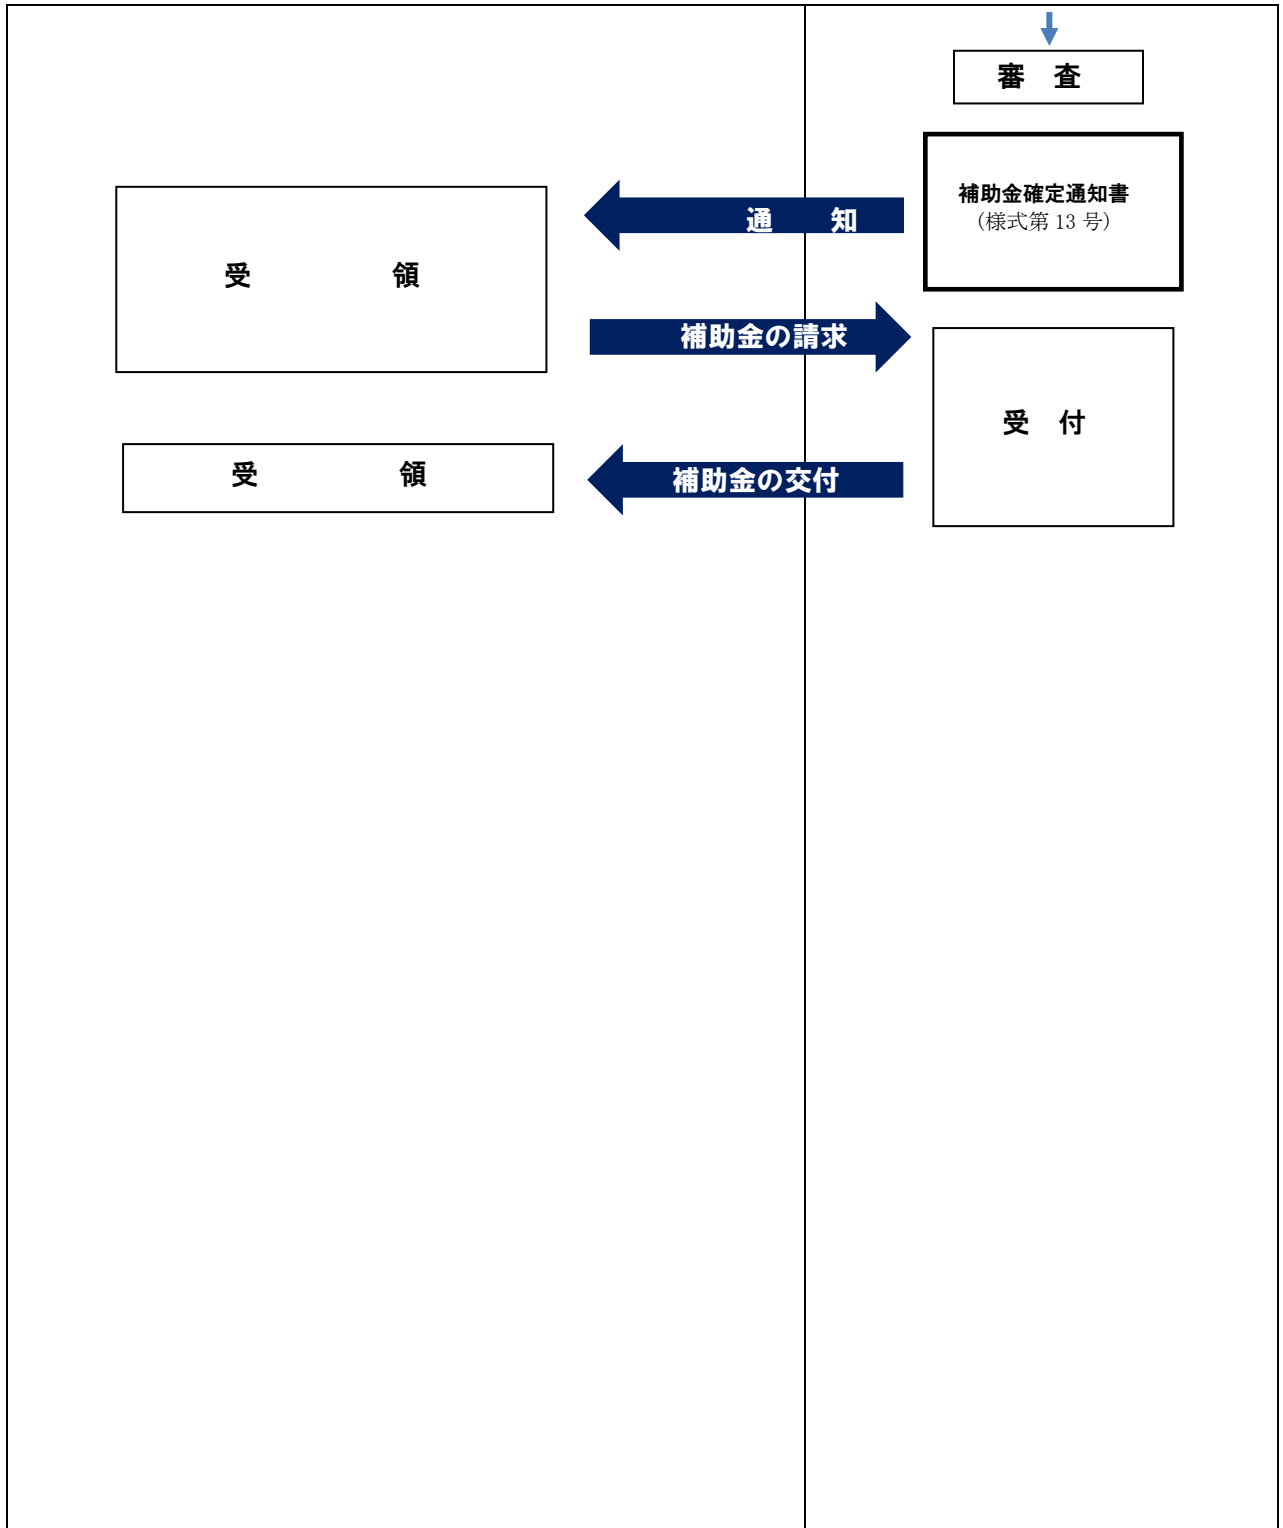 審　査
補助金確定通知書
(様式第 13 号)
通　　知
受　　　　　領
補助金の請求
受　付
受　　　　　領
補助金の交付